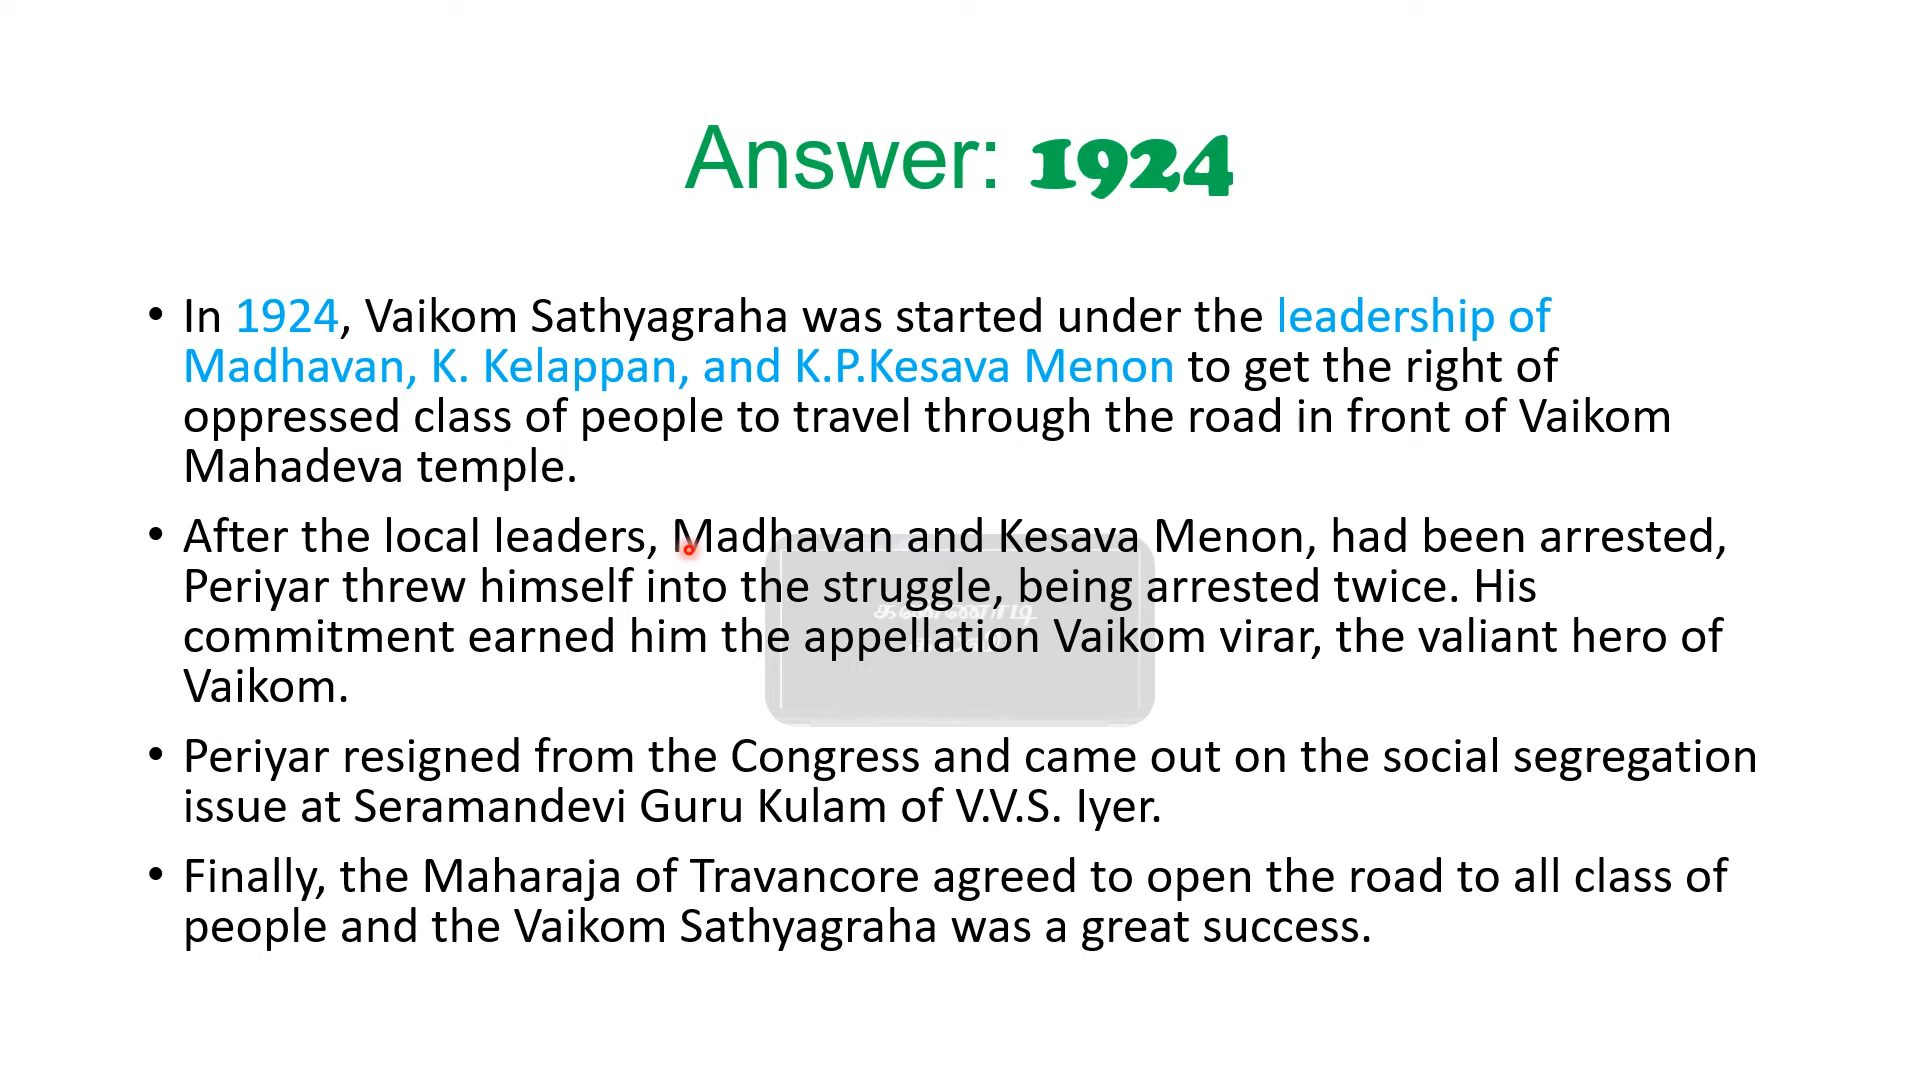 Answer: 1924
• In 1924, Vaikom Sathyagraha was started under the leadership of
Madhavan, K. Kelappan, and K.P.Kesava Menon to get the right of
oppressed class of people to travel through the road in front of Vaikom
Mahadeva temple.
• After the local leaders, Madhavan and Kesava Menon, had been arrested,
Periyar threw himself into the struggle, being arrested twice. His
commitment earned him the appellation Vaikom virar, the valiant hero of
Vaikom.
• Periyar resigned from the Congress and came out on the social segregation
issue at Seramandevi Guru Kulam of V.V.S. Iyer.
• Finally, the Maharaja of Travancore agreed to open the road to all class of
people and the Vaikom Sathyagraha was a great success.